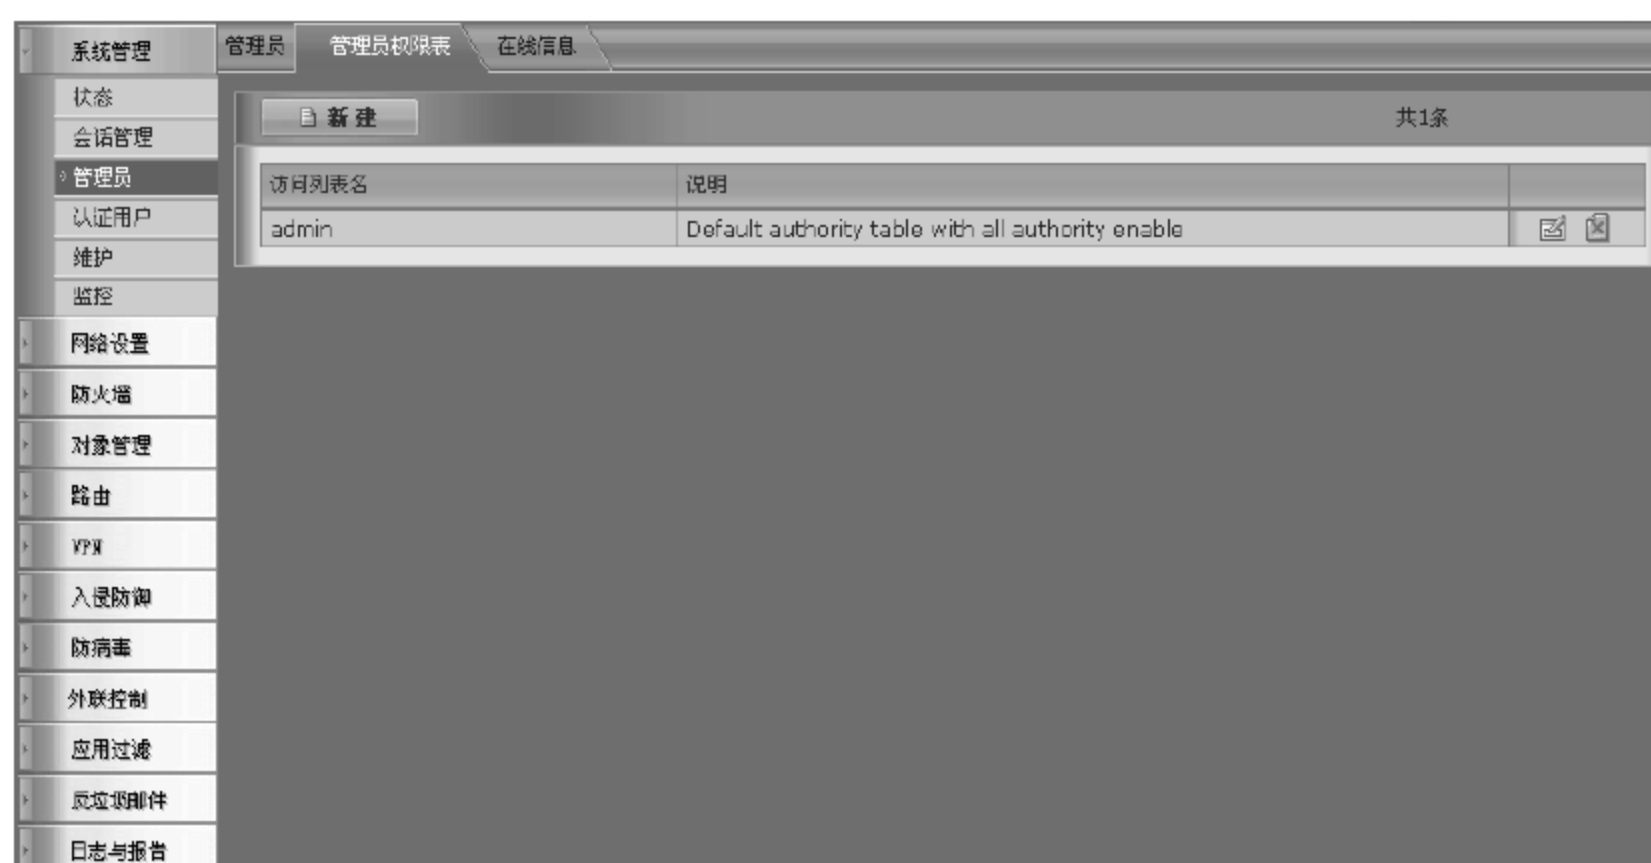 系统管理
状态
会话管理
管理员
认证用户
维护
监控
网络设置
防火墙
对象管理
路由
VPN
入侵防御
防病毒
外联控制
应用过滤
反垃圾邮件
日志与报告
管理员 管理员权限表 在线信息
新建 共1条
访问列表名 说明
admin Default authority table with all authority enable